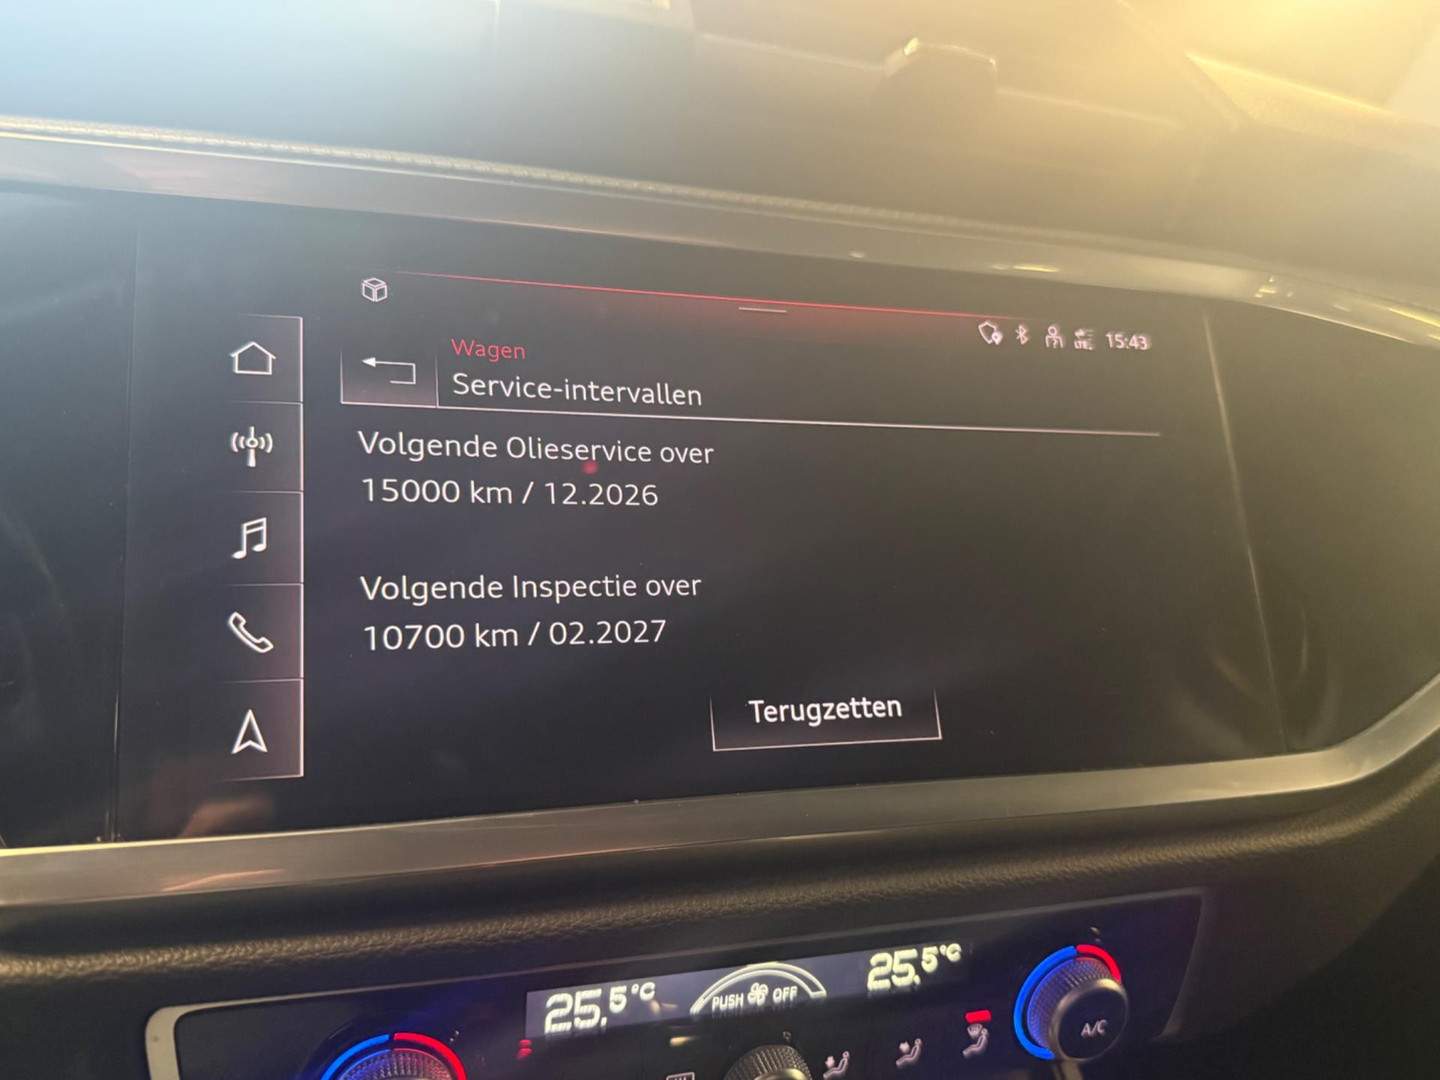 Wagen
Service-intervallen
LTE
15:43
Volgende Olieservice over
15000 km / 12.2026
Volgende Inspectie over
10700 km / 02.2027
Terugzetten
25.5°C
PUSH OFF
25.5°C
A/C